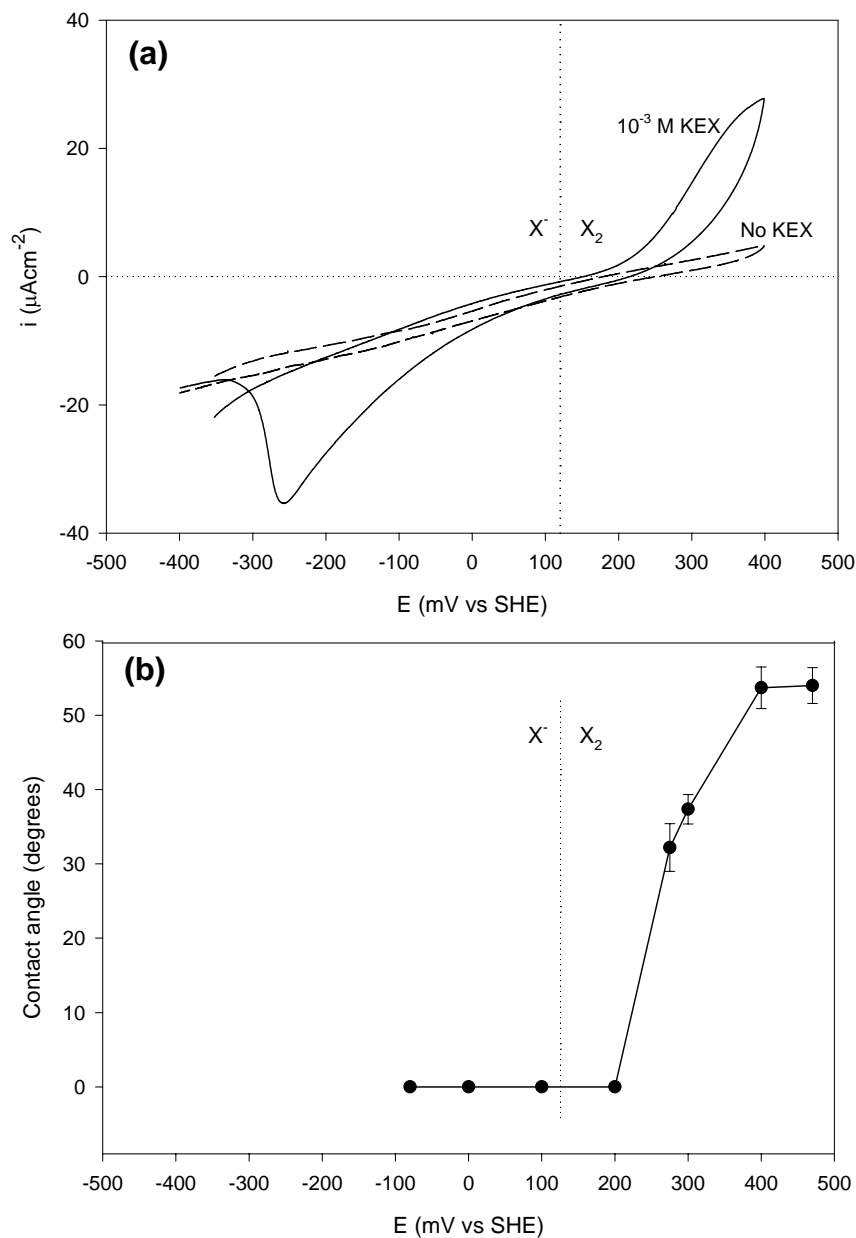 (a)
40
20
0
-20
-40
i (μAcm⁻²)
10⁻³ M KEX
No KEX
X⁻ X₂
-500 -400 -300 -200 -100 0 100 200 300 400 500
E (mV vs SHE)
(b)
60
50
40
30
20
10
0
Contact angle (degrees)
X⁻ X₂
-500 -400 -300 -200 -100 0 100 200 300 400 500
E (mV vs SHE)